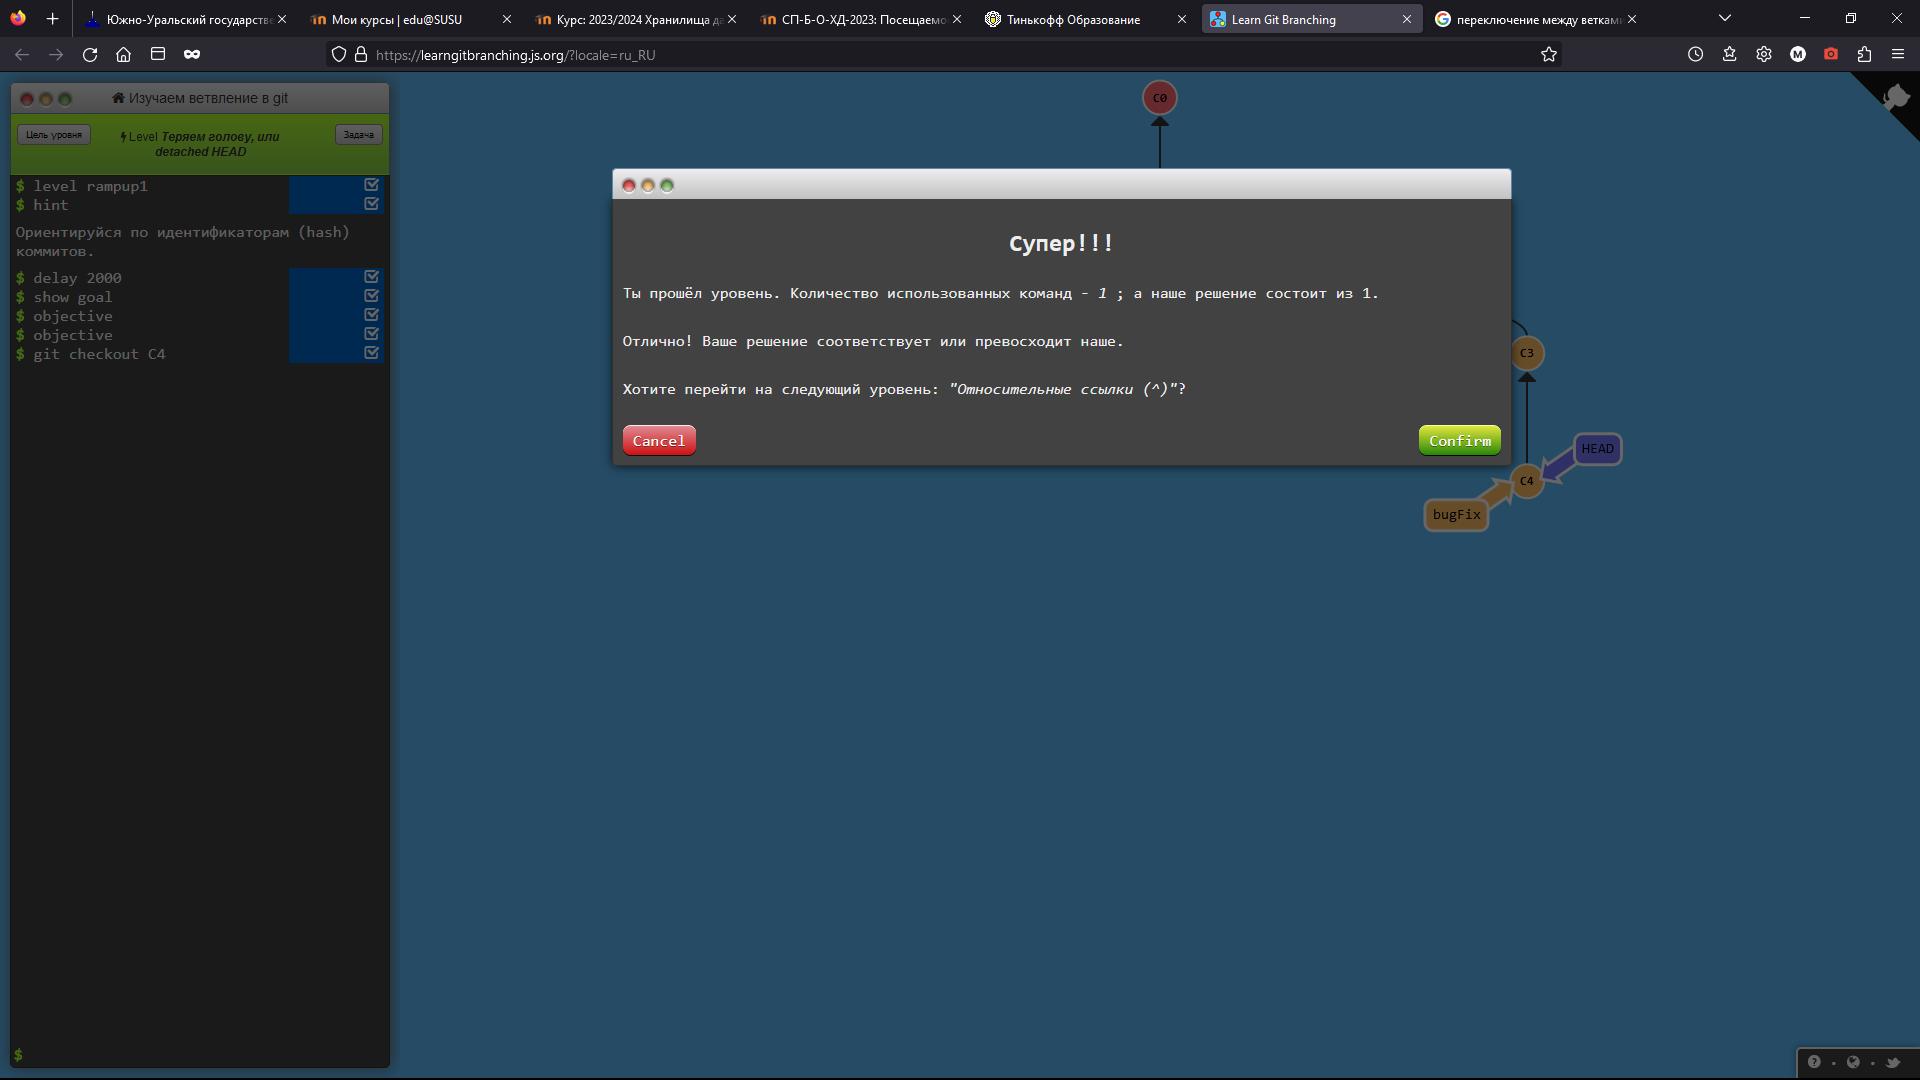 Южно-Уральский государстве
Мои курсы | edu@SUSU
Курс: 2023/2024 Хранилища да
СП-Б-О-ХД-2023: Посещаемо
Тинькофф Образование
Learn Git Branching
переключение между ветками
https://learngitbranching.js.org/?locale=ru_RU
Изучаем ветвление в git
Цель уровня
Level Теряем голову, или
detached HEAD
Задача
$ level rampup1
$ hint
Ориентируйся по идентификаторам (hash)
коммитов.
$ delay 2000
$ show goal
$ objective
$ objective
$ git checkout C4
$
C0
Супер!!!
Ты прошёл уровень. Количество использованных команд - 1 ; а наше решение состоит из 1.
Отлично! Ваше решение соответствует или превосходит наше.
Хотите перейти на следующий уровень: "Относительные ссылки (^)"?
Cancel
Confirm
C3
HEAD
C4
bugFix